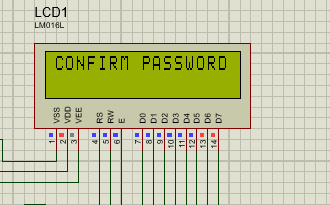 LCD1
LM016L
CONFIRM PASSWORD
VSS VDD VEE RS RW E D0 D1 D2 D3 D4 D5 D6 D7
1 2 3 4 5 6 7 8 9 10 11 12 13 14